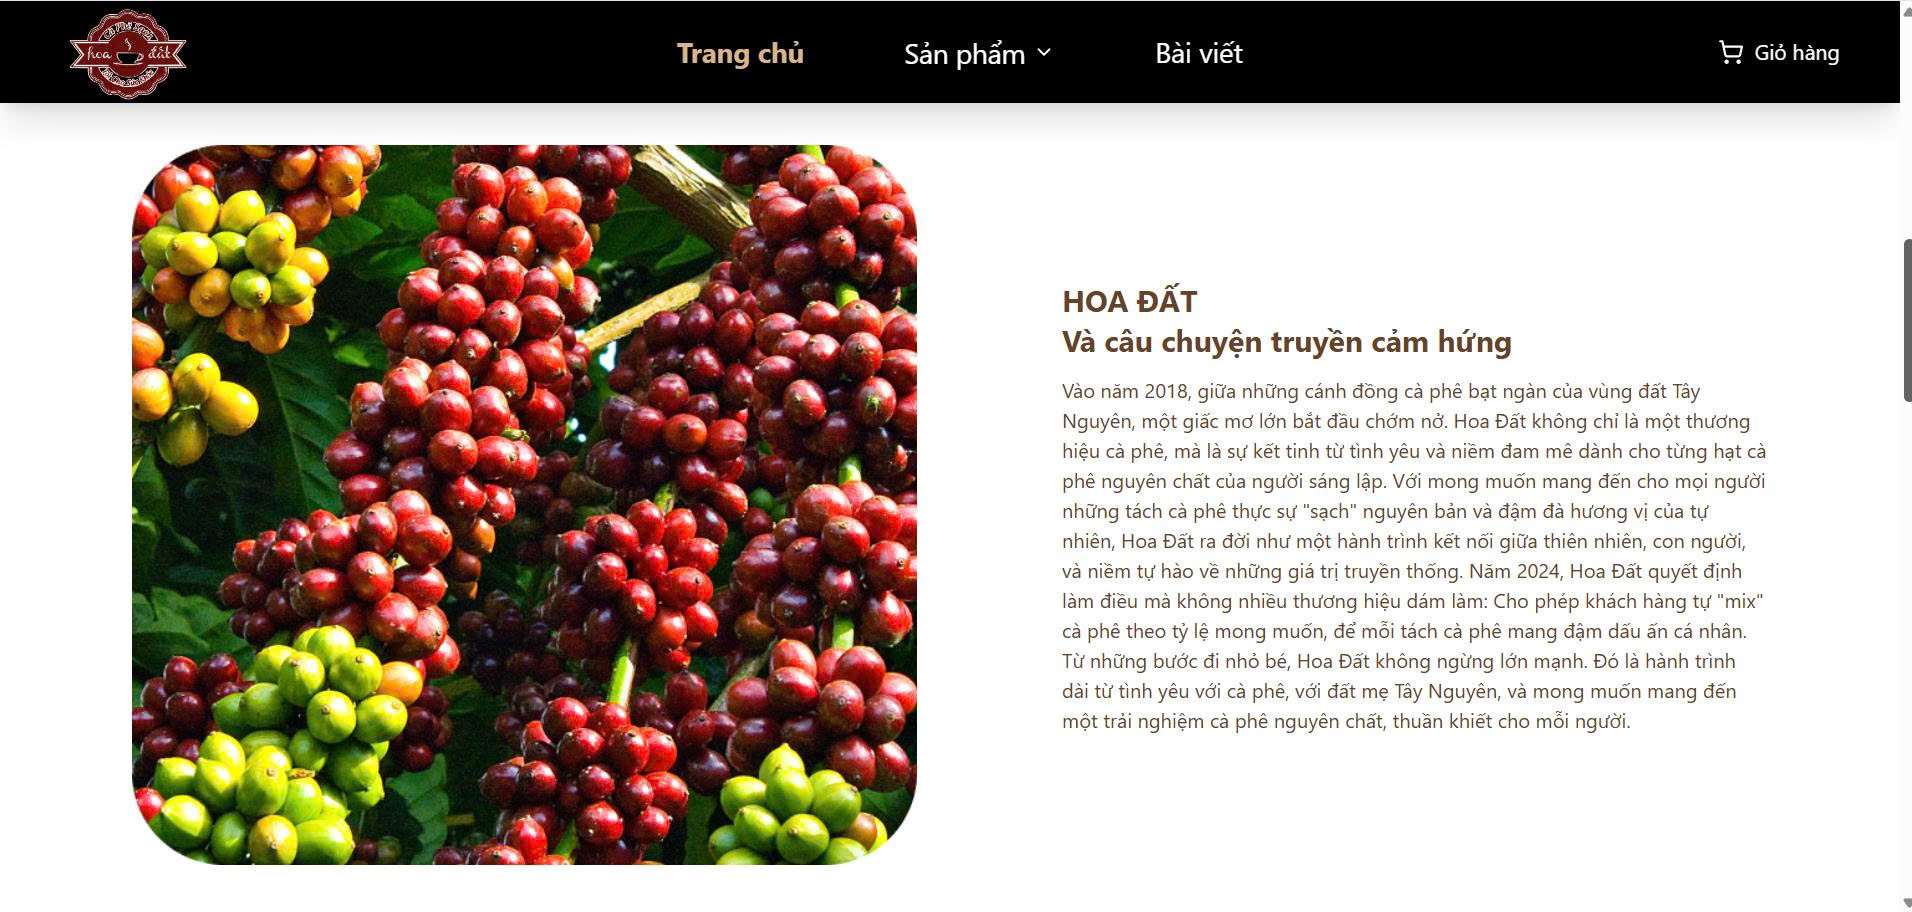 Cà Phê Sạch
hoa đất
Trang chủ
Sản phẩm
Bài viết
Giỏ hàng
HOA ĐẤT
Và câu chuyện truyền cảm hứng
Vào năm 2018, giữa những cánh đồng cà phê bạt ngàn của vùng đất Tây
Nguyên, một giấc mơ lớn bắt đầu chớm nở. Hoa Đất không chỉ là một thương
hiệu cà phê, mà là sự kết tinh từ tình yêu và niềm đam mê dành cho từng hạt cà
phê nguyên chất của người sáng lập. Với mong muốn mang đến cho mọi người
những tách cà phê thực sự "sạch" nguyên bản và đậm đà hương vị của tự
nhiên, Hoa Đất ra đời như một hành trình kết nối giữa thiên nhiên, con người,
và niềm tự hào về những giá trị truyền thống. Năm 2024, Hoa Đất quyết định
làm điều mà không nhiều thương hiệu dám làm: Cho phép khách hàng tự "mix"
cà phê theo tỷ lệ mong muốn, để mỗi tách cà phê mang đậm dấu ấn cá nhân.
Từ những bước đi nhỏ bé, Hoa Đất không ngừng lớn mạnh. Đó là hành trình
dài từ tình yêu với cà phê, với đất mẹ Tây Nguyên, và mong muốn mang đến
một trải nghiệm cà phê nguyên chất, thuần khiết cho mỗi người.